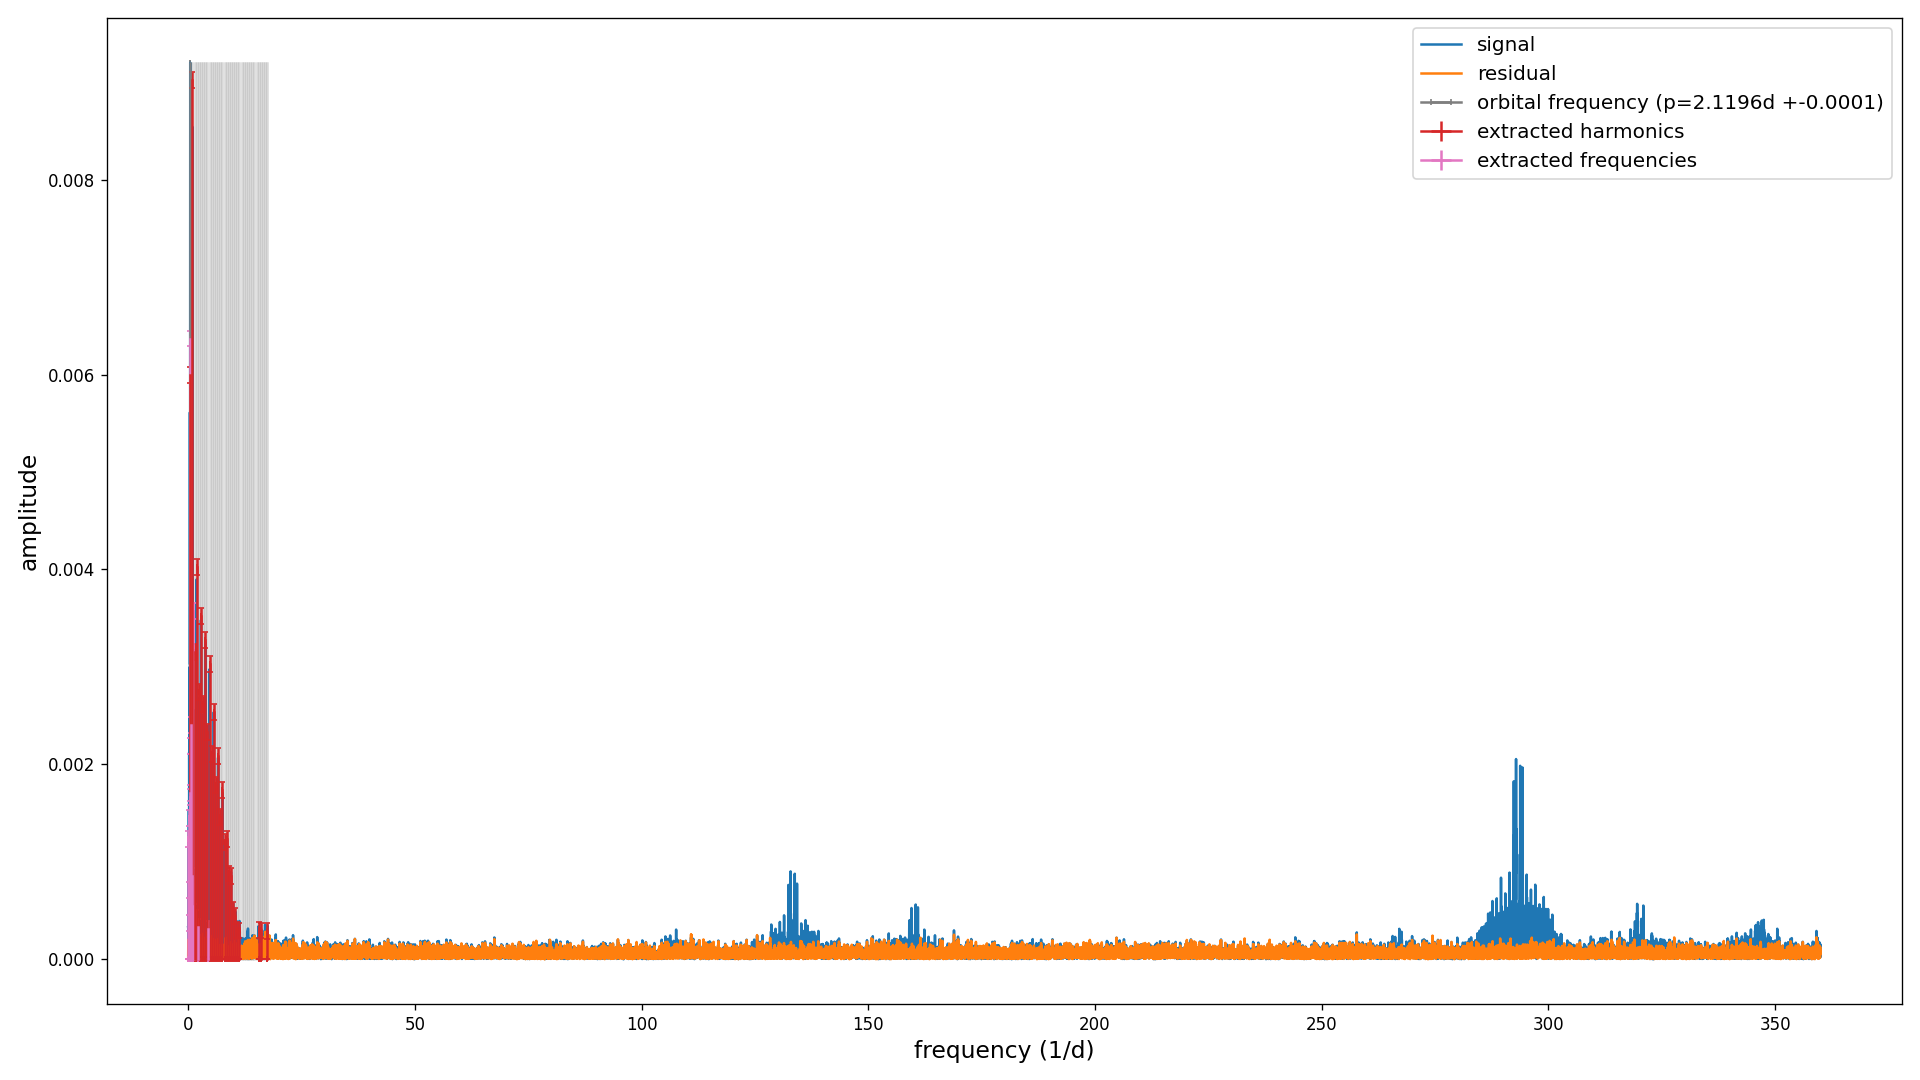 signal
residual
orbital frequency (p=2.1196d +-0.0001)
extracted harmonics
extracted frequencies
amplitude
0.008
0.006
0.004
0.002
0.000
0 50 100 150 200 250 300 350
frequency (1/d)